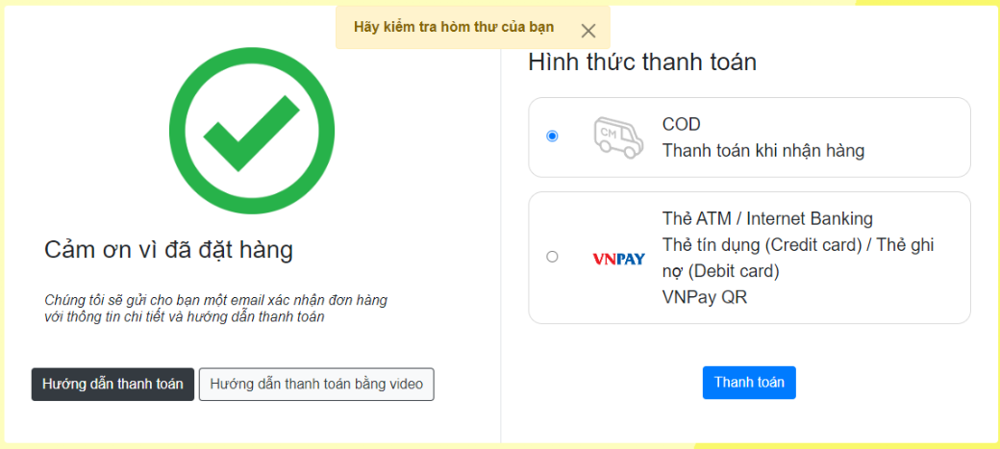 Hãy kiểm tra hòm thư của bạn
Cảm ơn vì đã đặt hàng
Chúng tôi sẽ gửi cho bạn một email xác nhận đơn hàng
với thông tin chi tiết và hướng dẫn thanh toán
Hướng dẫn thanh toán
Hướng dẫn thanh toán bằng video
Hình thức thanh toán
CM
COD
Thanh toán khi nhận hàng
VNPAY
Thẻ ATM / Internet Banking
Thẻ tín dụng (Credit card) / Thẻ ghi
nợ (Debit card)
VNPay QR
Thanh toán